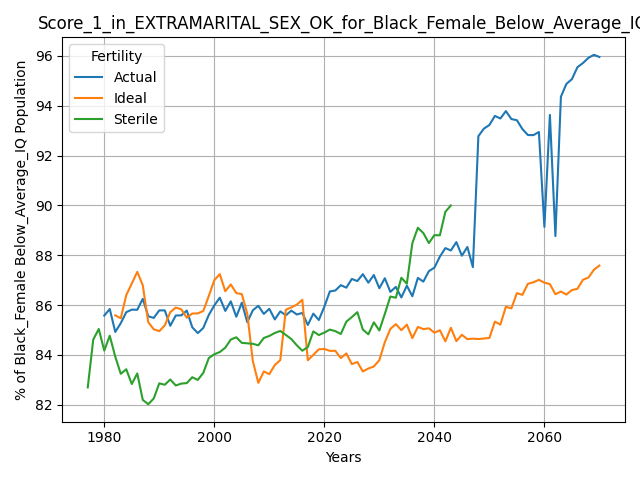 Score_1_in_EXTRAMARITAL_SEX_OK_for_Black_Female_Below_Average_IQ
Fertility
Actual
Ideal
Sterile
% of Black_Female Below_Average_IQ Population
96
94
92
90
88
86
84
82
1980
2000
2020
2040
2060
Years